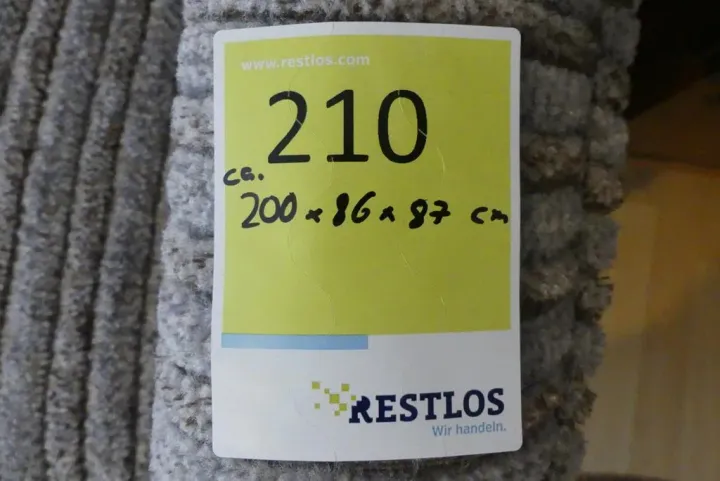 www.restlos.com
210
ca.
200 x 86 x 87 cm
RESTLOS
Wir handeln.